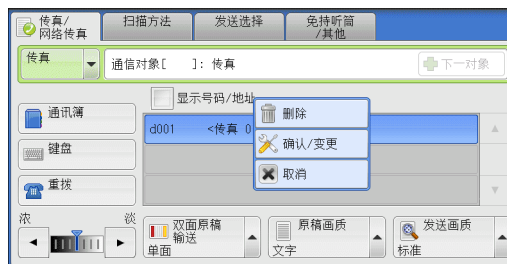 传真/
网络传真
扫描方法
发送选择
免持听筒
/其他
传真
通信对象[ ]: 传真
下一对象
显示号码/地址
通讯簿
d001 <传真 0
删除
键盘
确认/变更
重拨
取消
浓
淡
双面原稿
输送
单面
原稿画质
文字
发送画质
标准